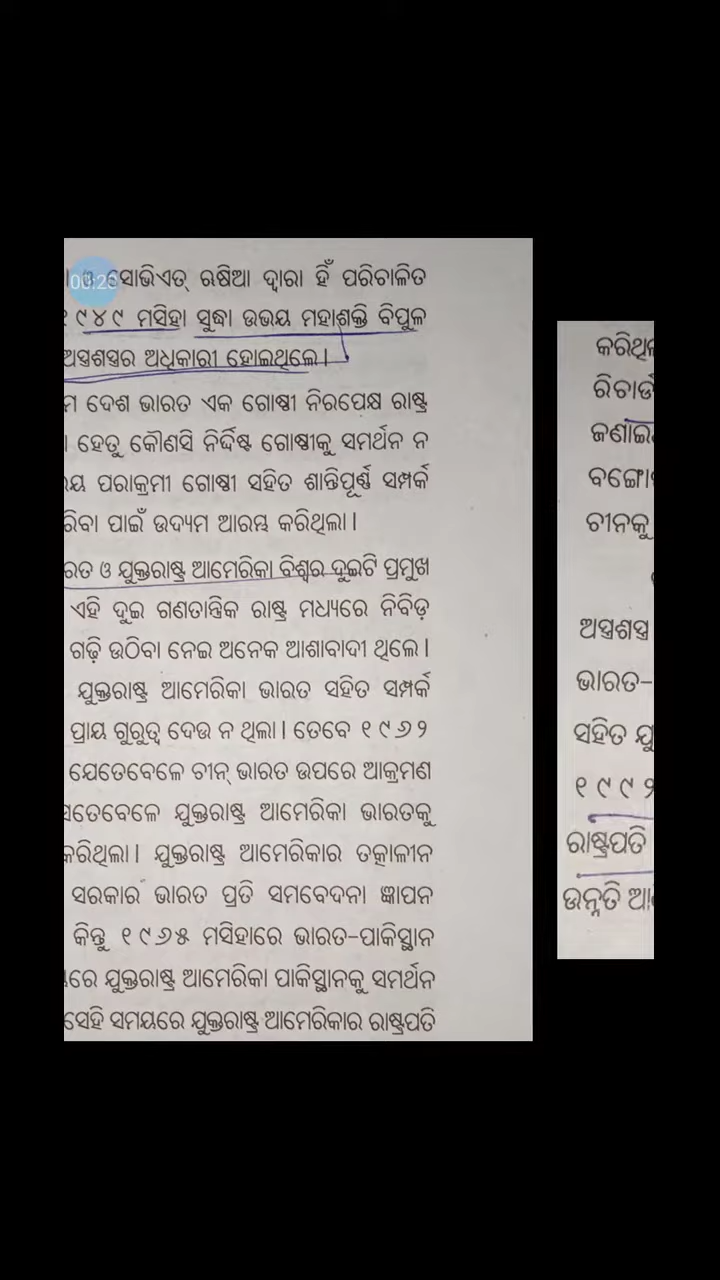 ଓ ସୋଭିଏତ୍ ଋଷିଆ ଦ୍ୱାରା ହିଁ ପରିଚାଳିତ
୧୯୪୯ ମସିହା ସୁଦ୍ଧା ଉଭୟ ମହାଶକ୍ତି ବିପୁଳ
ଅସ୍ତ୍ରଶସ୍ତ୍ରର ଅଧିକାରୀ ହୋଇଥିଲେ।
ଦେଶ ଭାରତ ଏକ ଗୋଷ୍ଠୀ ନିରପେକ୍ଷ ରାଷ୍ଟ୍ର
ହେତୁ କୌଣସି ନିର୍ଦ୍ଦିଷ୍ଟ ଗୋଷ୍ଠୀକୁ ସମର୍ଥନ ନ
ପରାକ୍ରମୀ ଗୋଷ୍ଠୀ ସହିତ ଶାନ୍ତିପୂର୍ଣ୍ଣ ସମ୍ପର୍କ
ରିବା ପାଇଁ ଉଦ୍ୟମ ଆରମ୍ଭ କରିଥିଲା।
ରତ ଓ ଯୁକ୍ତରାଷ୍ଟ୍ର ଆମେରିକା ବିଶ୍ୱର ଦୁଇଟି ପ୍ରମୁଖ
ଏହି ଦୁଇ ଗଣତାନ୍ତ୍ରିକ ରାଷ୍ଟ୍ର ମଧ୍ୟରେ ନିବିଡ଼
ଗଢ଼ି ଉଠିବା ନେଇ ଅନେକ ଆଶାବାଦୀ ଥିଲେ।
ଯୁକ୍ତରାଷ୍ଟ୍ର ଆମେରିକା ଭାରତ ସହିତ ସମ୍ପର୍କ
ପ୍ରାୟ ଗୁରୁତ୍ୱ ଦେଉ ନ ଥିଲା। ତେବେ ୧୯୬୨
ଯେତେବେଳେ ଚୀନ୍ ଭାରତ ଉପରେ ଆକ୍ରମଣ
ସେତେବେଳେ ଯୁକ୍ତରାଷ୍ଟ୍ର ଆମେରିକା ଭାରତକୁ
କରିଥିଲା। ଯୁକ୍ତରାଷ୍ଟ୍ର ଆମେରିକାର ତତ୍କାଳୀନ
ସରକାର ଭାରତ ପ୍ରତି ସମବେଦନା ଜ୍ଞାପନ
କିନ୍ତୁ ୧୯୬୫ ମସିହାରେ ଭାରତ-ପାକିସ୍ଥାନ
ରେ ଯୁକ୍ତରାଷ୍ଟ୍ର ଆମେରିକା ପାକିସ୍ଥାନକୁ ସମର୍ଥନ
ସେହି ସମୟରେ ଯୁକ୍ତରାଷ୍ଟ୍ର ଆମେରିକାର ରାଷ୍ଟ୍ରପତି
ରିଚାର୍ଡ
ଚୀନକୁ
ଅସ୍ତ୍ରଶସ୍ତ୍ର
ଭାରତ-
ସହିତ ଯୁ
୧୯୯୨
ରାଷ୍ଟ୍ରପତି
ଉନ୍ନତି